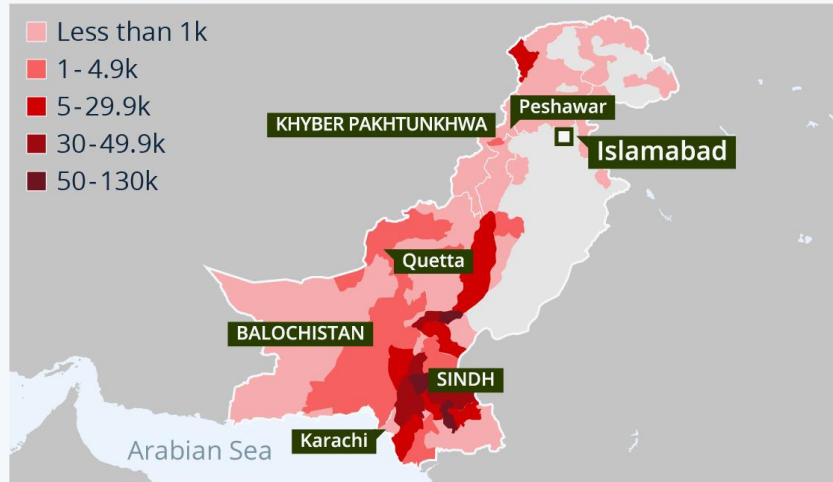 Less than 1k
1-4.9k
5-29.9k
30-49.9k
50-130k
Peshawar
KHYBER PAKHTUNKHWA
Islamabad
Quetta
BALOCHISTAN
SINDH
Karachi
Arabian Sea